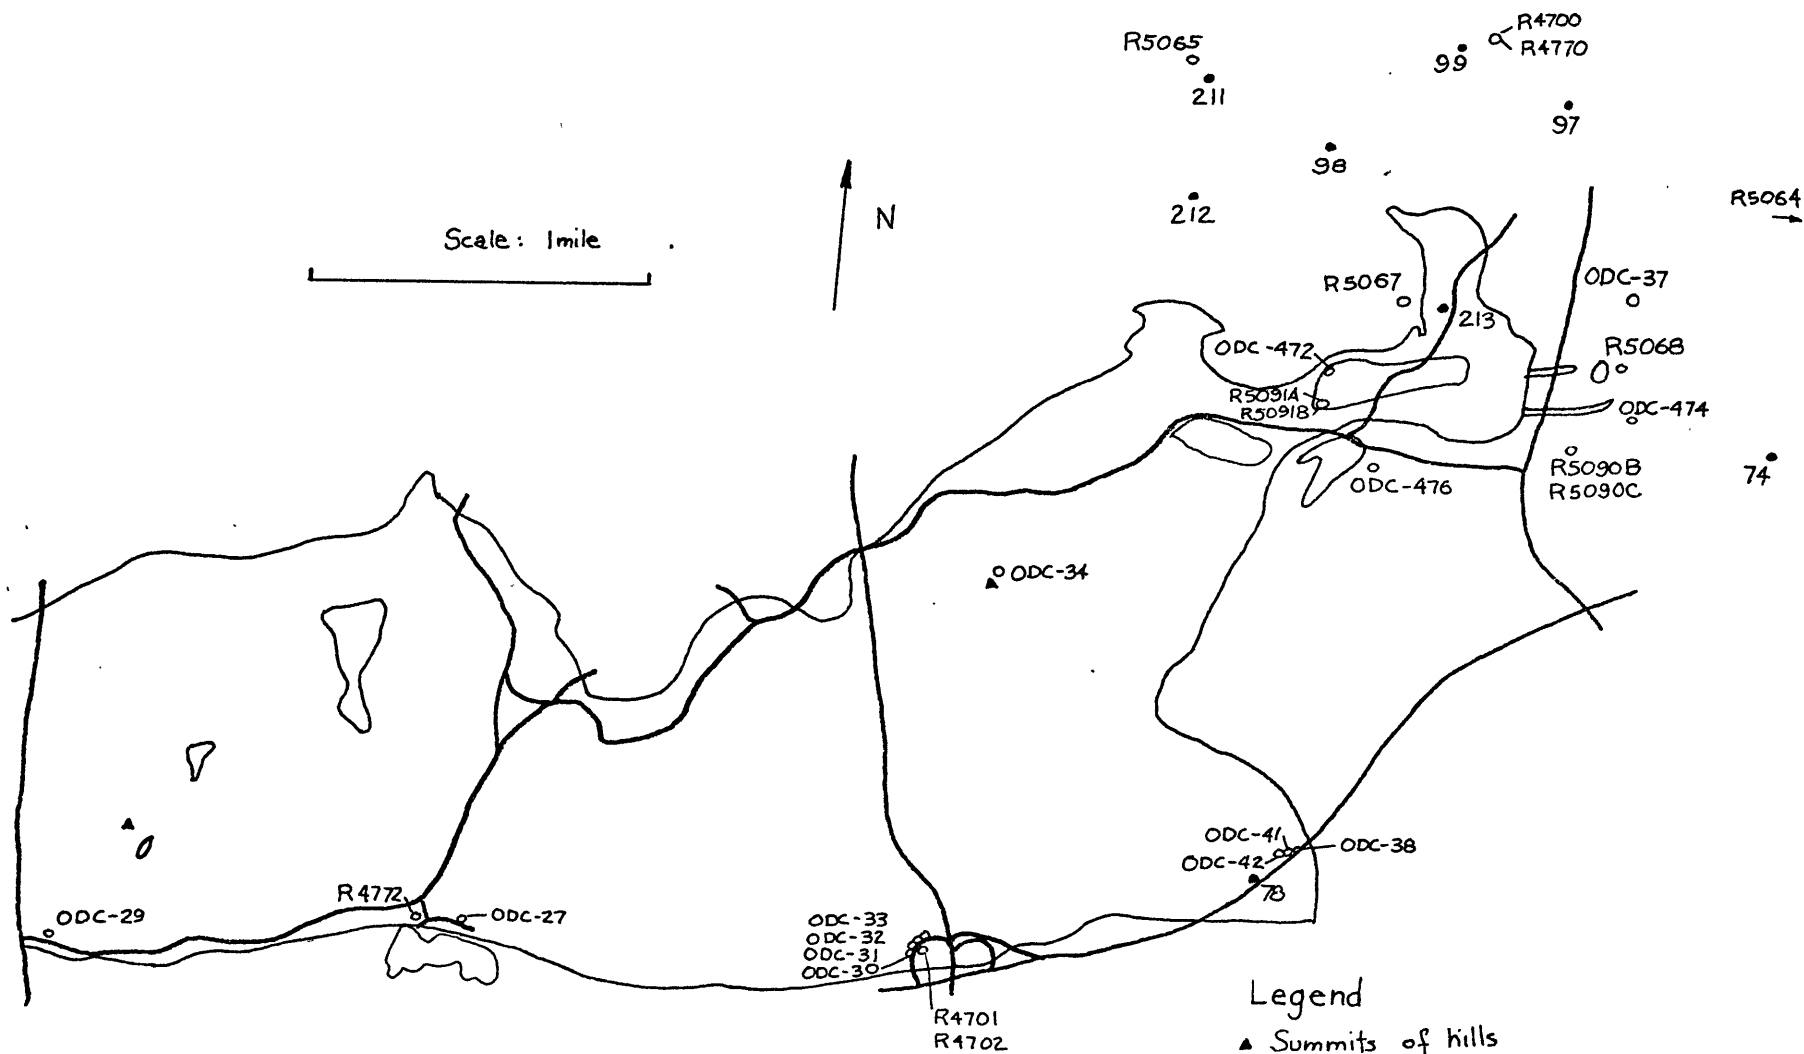 R4700
R5065
R4770
99
211
97
98
R5064
212
N
Scale: 1mile
ODC-37
R5067
213
R5068
ODC-472
R5091A
R5091B
ODC-474
R5090B
74
ODC-476
R5090C
ODC-34
ODC-41
ODC-38
ODC-42
78
R4772
ODC-29
ODC-27
ODC-33
ODC-32
ODC-31
ODC-30
R4701
R4702
Legend
▲ Summits of hills